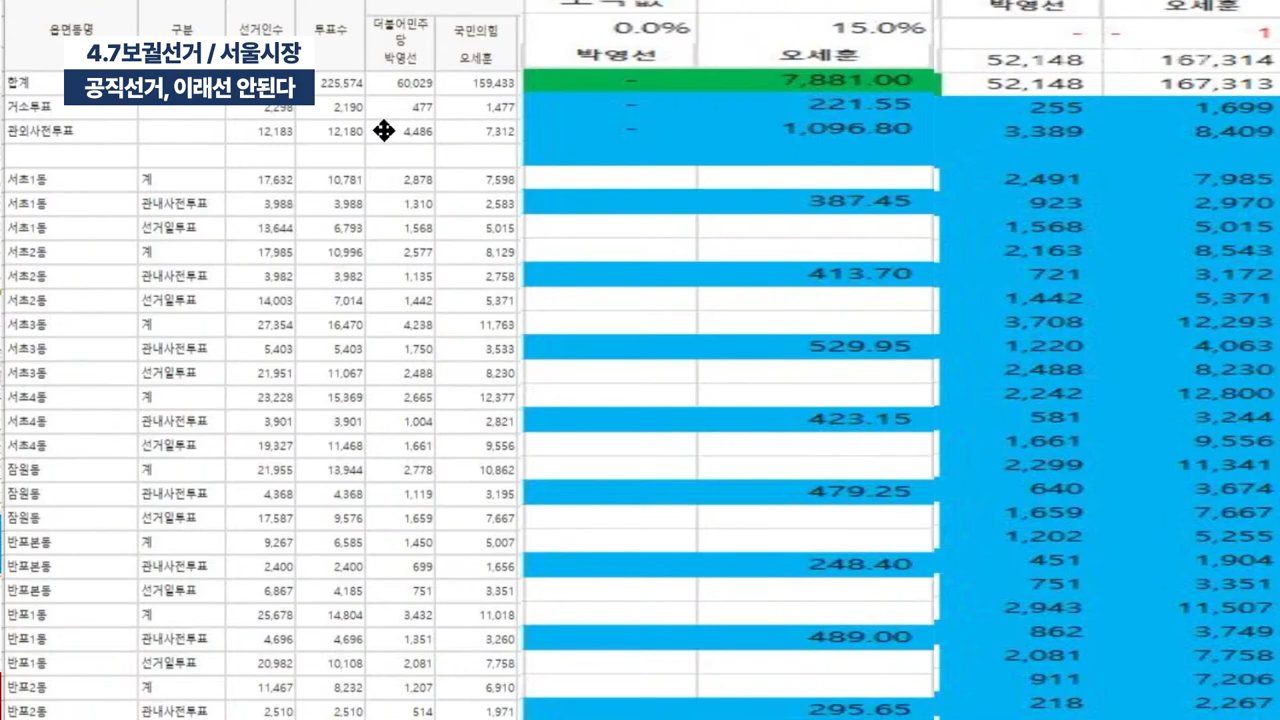 4.7보궐선거 / 서울시장
공직선거, 이래선 안된다
읍면동명 구분 선거인수 투표수 더불어민주당 박영선 국민의힘 오세훈 박영선 오세훈
0.0% 15.0% - - 1
박영선 오세훈 52,148 167,314
합계 225,574 60,029 159,433 - 7,881.00 52,148 167,313
거소투표 2,298 2,190 477 1,477 - 221.55 255 1,699
관외사전투표 12,183 12,180 4,486 7,312 - 1,096.80 3,389 8,409
서초1동 계 17,632 10,781 2,878 7,598 2,491 7,985
서초1동 관내사전투표 3,988 3,988 1,310 2,583 387.45 923 2,970
서초1동 선거일투표 13,644 6,793 1,568 5,015 1,568 5,015
서초2동 계 17,985 10,996 2,577 8,129 2,163 8,543
서초2동 관내사전투표 3,982 3,982 1,135 2,758 413.70 721 3,172
서초2동 선거일투표 14,003 7,014 1,442 5,371 1,442 5,371
서초3동 계 27,354 16,470 4,238 11,763 3,708 12,293
서초3동 관내사전투표 5,403 5,403 1,750 3,533 529.95 1,220 4,063
서초3동 선거일투표 21,951 11,067 2,488 8,230 2,488 8,230
서초4동 계 23,228 15,369 2,665 12,377 2,242 12,800
서초4동 관내사전투표 3,901 3,901 1,004 2,821 423.15 581 3,244
서초4동 선거일투표 19,327 11,468 1,661 9,556 1,661 9,556
잠원동 계 21,955 13,944 2,778 10,862 2,299 11,341
잠원동 관내사전투표 4,368 4,368 1,119 3,195 479.25 640 3,674
잠원동 선거일투표 17,587 9,576 1,659 7,667 1,659 7,667
반포본동 계 9,267 6,585 1,450 5,007 1,202 5,255
반포본동 관내사전투표 2,400 2,400 699 1,656 248.40 451 1,904
반포본동 선거일투표 6,867 4,185 751 3,351 751 3,351
반포1동 계 25,678 14,804 3,432 11,018 2,943 11,507
반포1동 관내사전투표 4,696 4,696 1,351 3,260 489.00 862 3,749
반포1동 선거일투표 20,982 10,108 2,081 7,758 2,081 7,758
반포2동 계 11,467 8,232 1,207 6,910 911 7,206
반포2동 관내사전투표 2,510 2,510 514 1,971 295.65 218 2,267